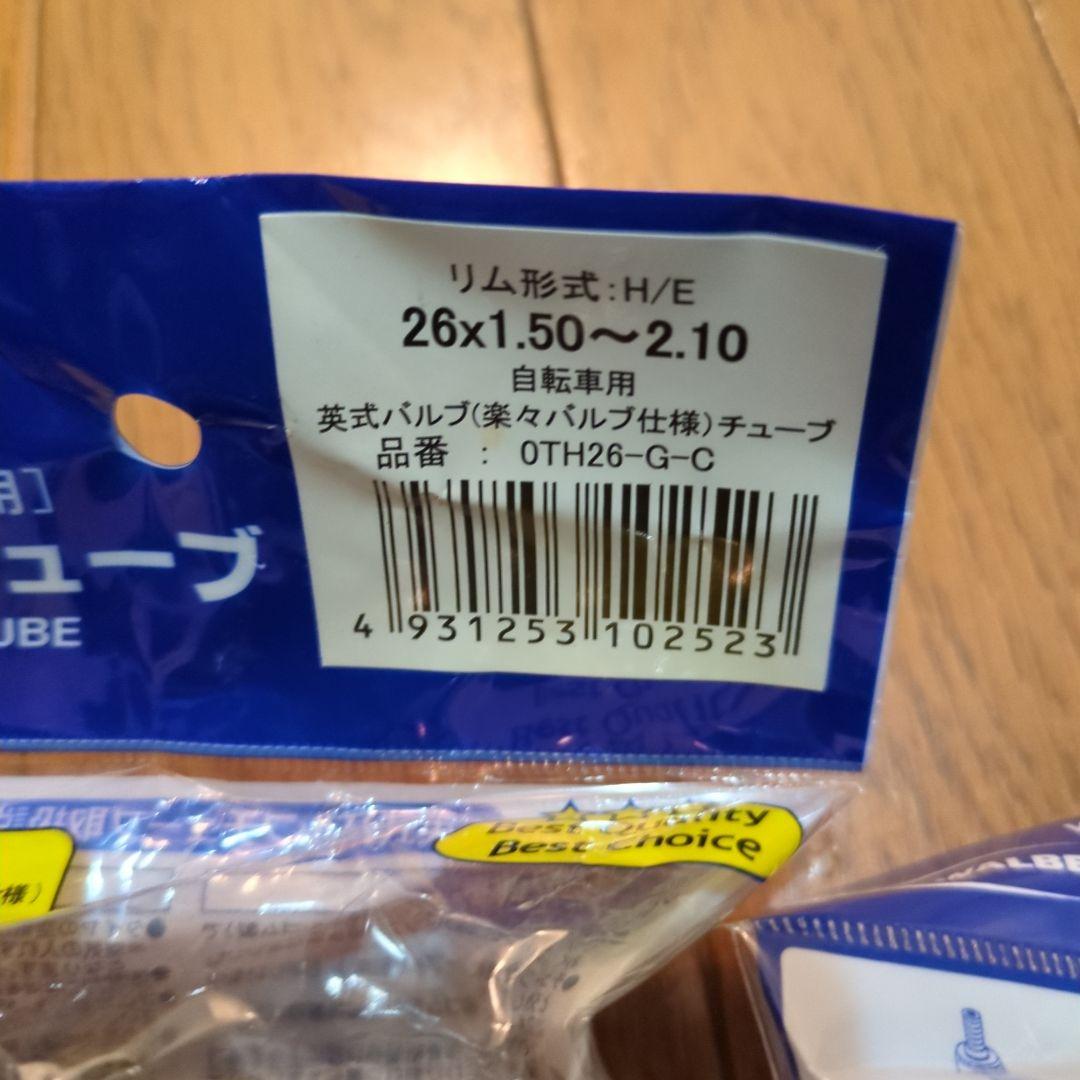 リム形式:H/E
26x1.50～2.10
自転車用
英式バルブ(楽々バルブ仕様)チューブ
品番 : 0TH26-G-C
4 931253 102523
用]
ューブ
UBE
Best Quality
Best Choice
様)